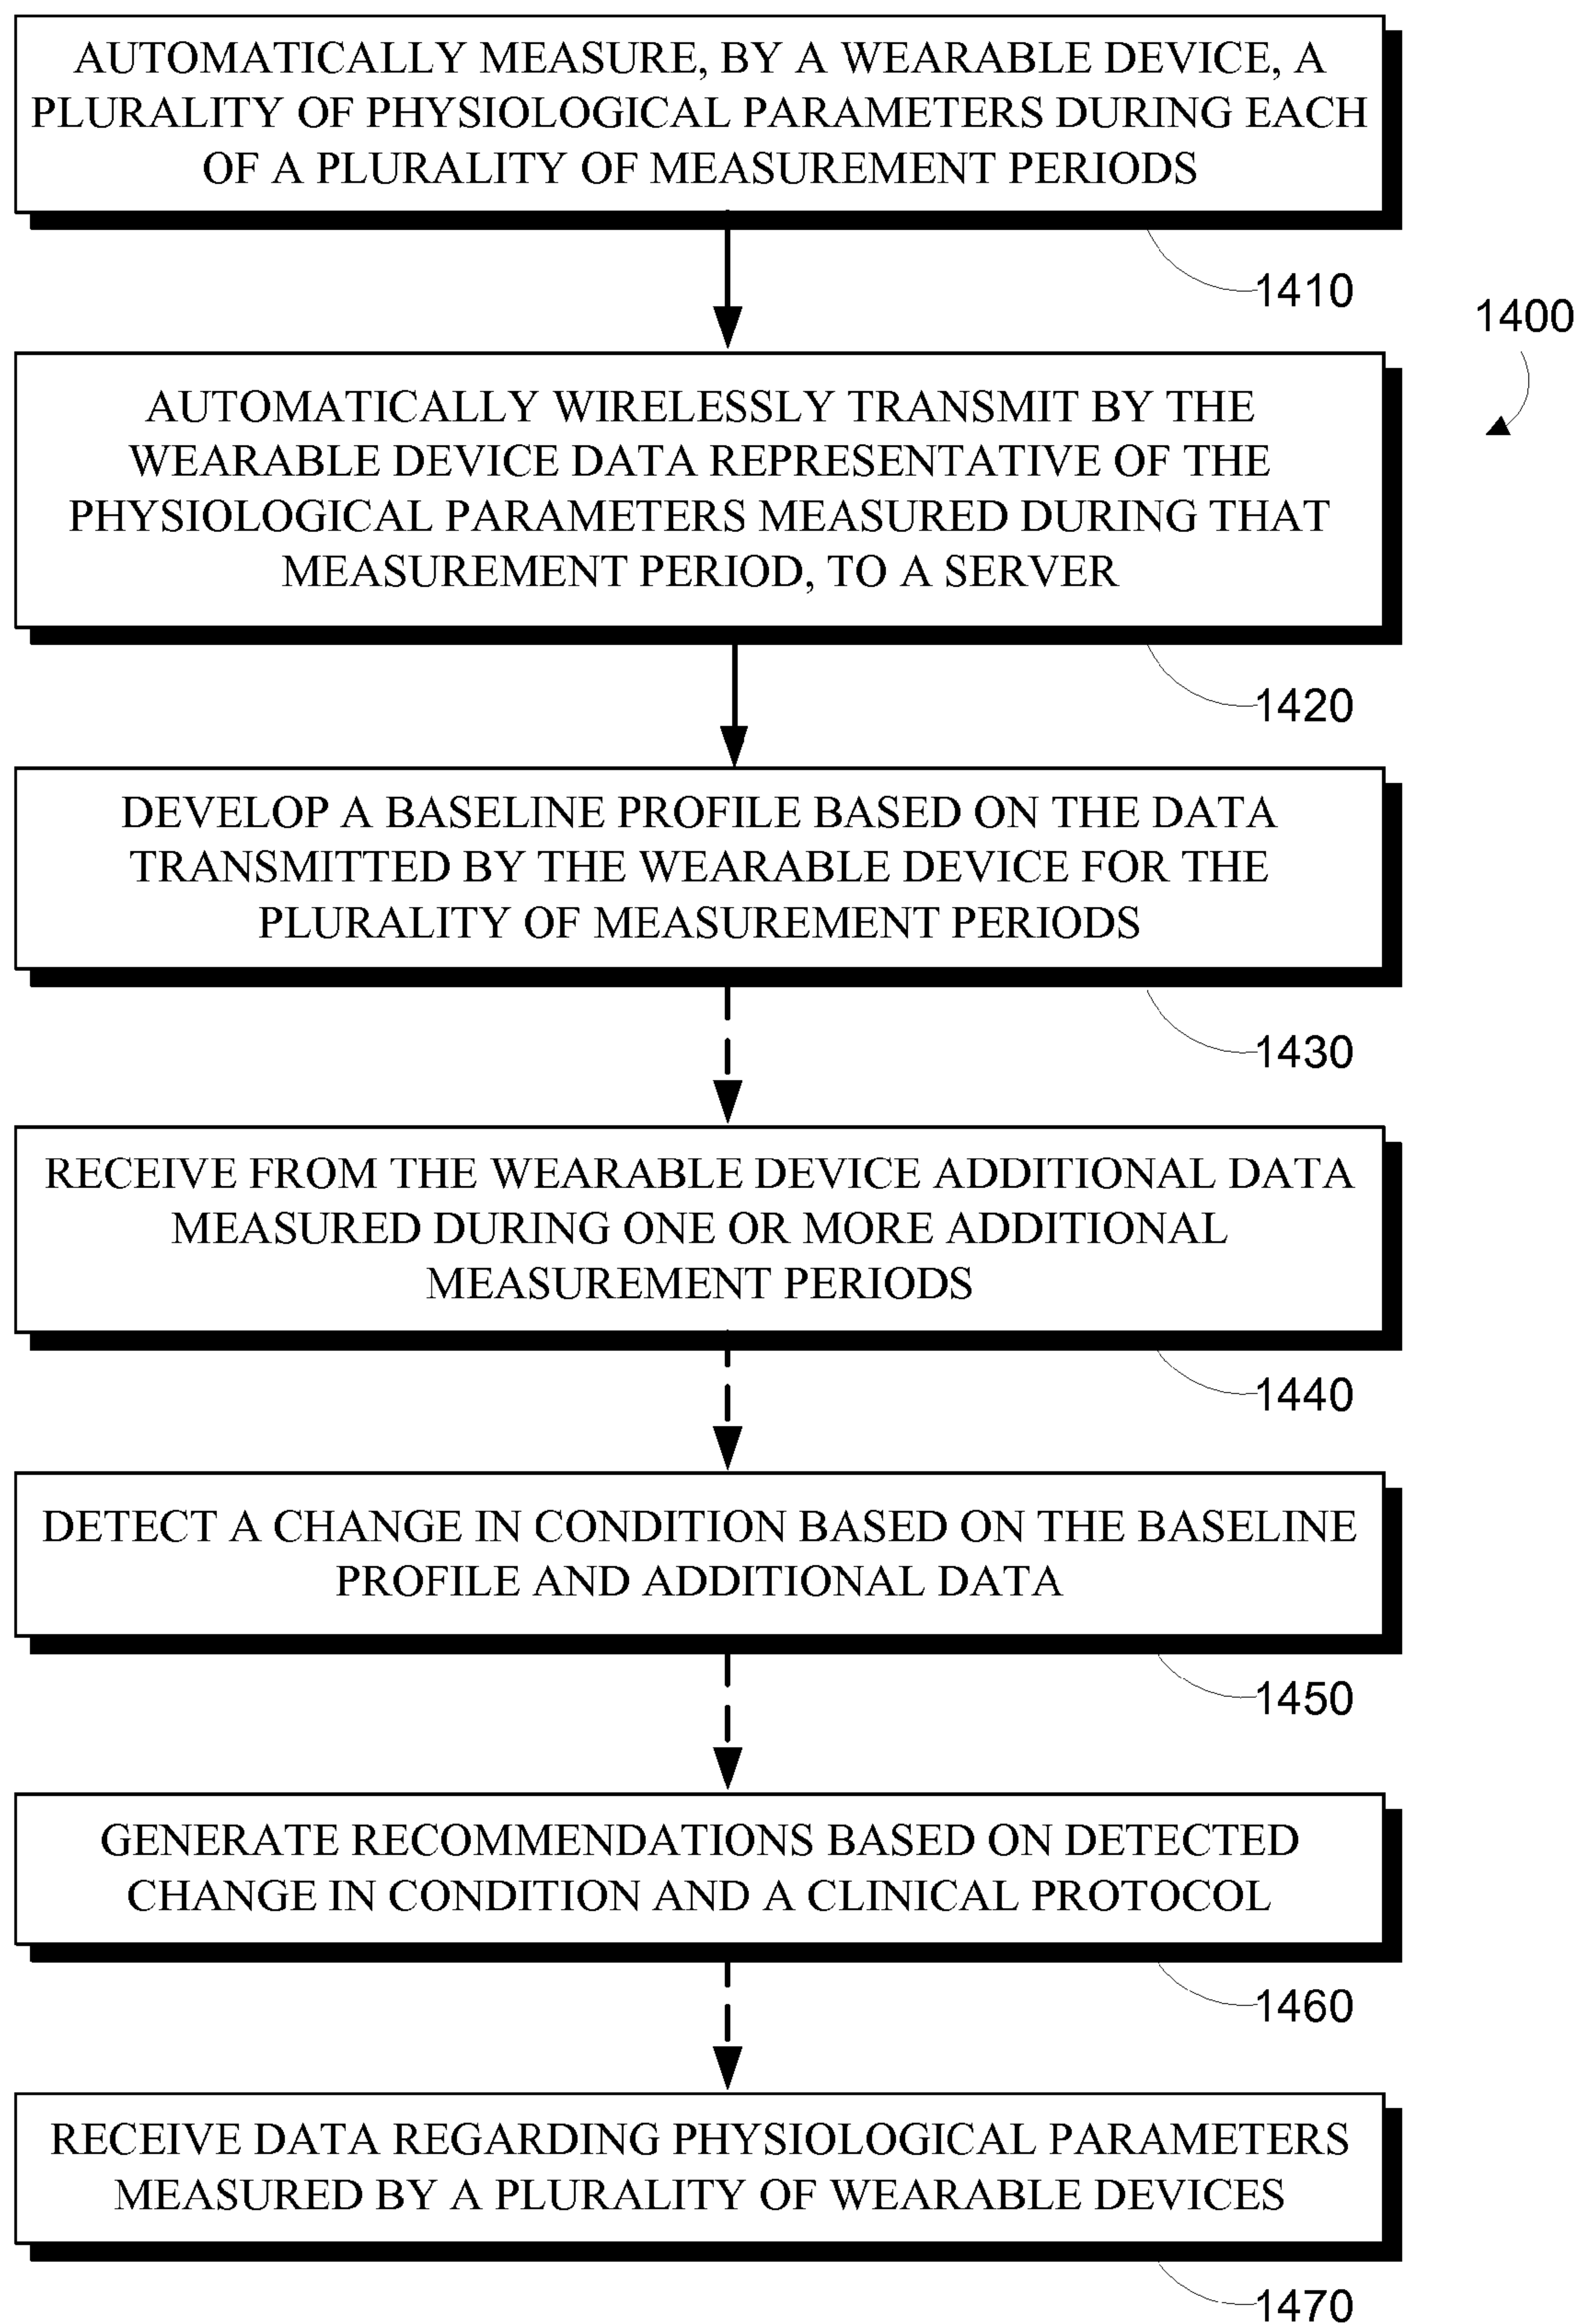 AUTOMATICALLY MEASURE, BY A WEARABLE DEVICE, A
PLURALITY OF PHYSIOLOGICAL PARAMETERS DURING EACH
OF A PLURALITY OF MEASUREMENT PERIODS
1410
1400
AUTOMATICALLY WIRELESSLY TRANSMIT BY THE
WEARABLE DEVICE DATA REPRESENTATIVE OF THE
PHYSIOLOGICAL PARAMETERS MEASURED DURING THAT
MEASUREMENT PERIOD, TO A SERVER
1420
DEVELOP A BASELINE PROFILE BASED ON THE DATA
TRANSMITTED BY THE WEARABLE DEVICE FOR THE
PLURALITY OF MEASUREMENT PERIODS
1430
RECEIVE FROM THE WEARABLE DEVICE ADDITIONAL DATA
MEASURED DURING ONE OR MORE ADDITIONAL
MEASUREMENT PERIODS
1440
DETECT A CHANGE IN CONDITION BASED ON THE BASELINE
PROFILE AND ADDITIONAL DATA
1450
GENERATE RECOMMENDATIONS BASED ON DETECTED
CHANGE IN CONDITION AND A CLINICAL PROTOCOL
1460
RECEIVE DATA REGARDING PHYSIOLOGICAL PARAMETERS
MEASURED BY A PLURALITY OF WEARABLE DEVICES
1470